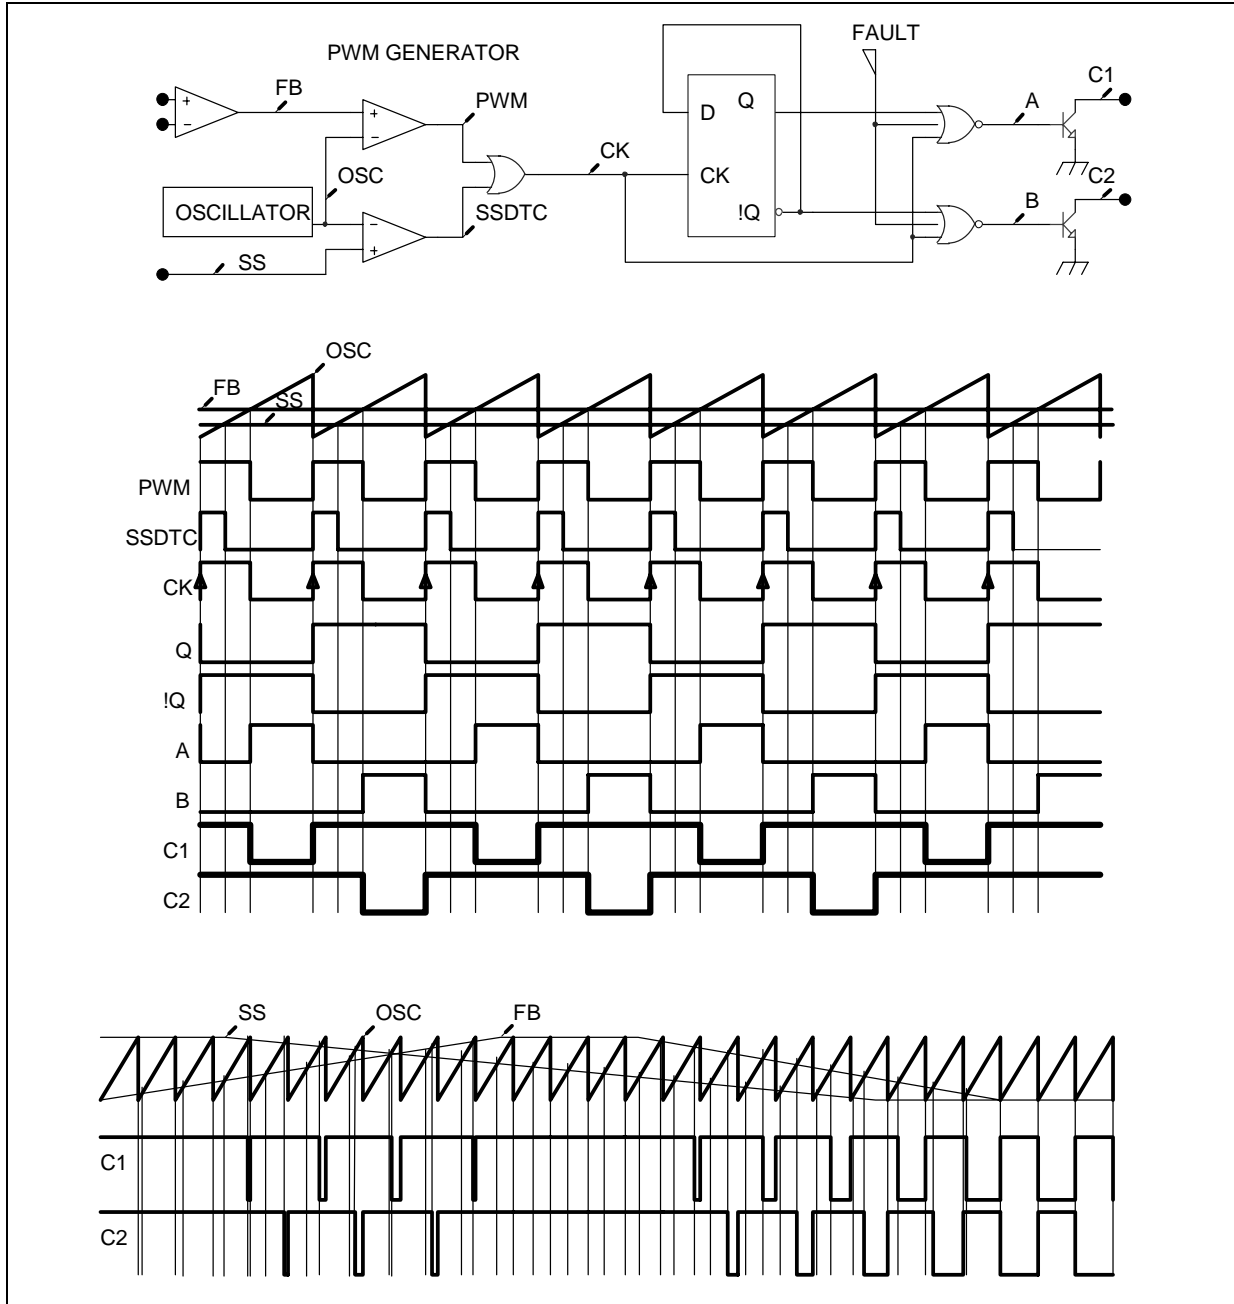 PWM GENERATOR
FAULT
FB
PWM
C1
+
−
+
−
OSC
CK
D
Q
A
OSCILLATOR
SSDTC
CK
!Q
C2
B
−
+
SS
OSC
FB
SS
PWM
SSDTC
CK
Q
!Q
A
B
C1
C2
SS
OSC
FB
C1
C2